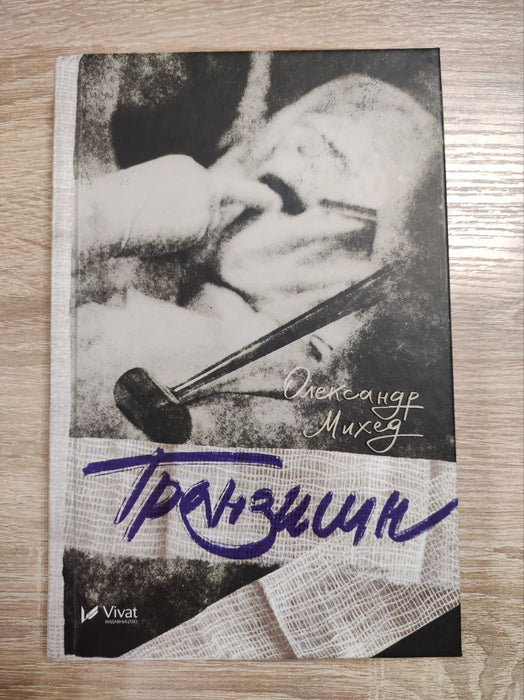 Олександр
Михед
Транзишн
Vivat
ВИДАВНИЦТВО